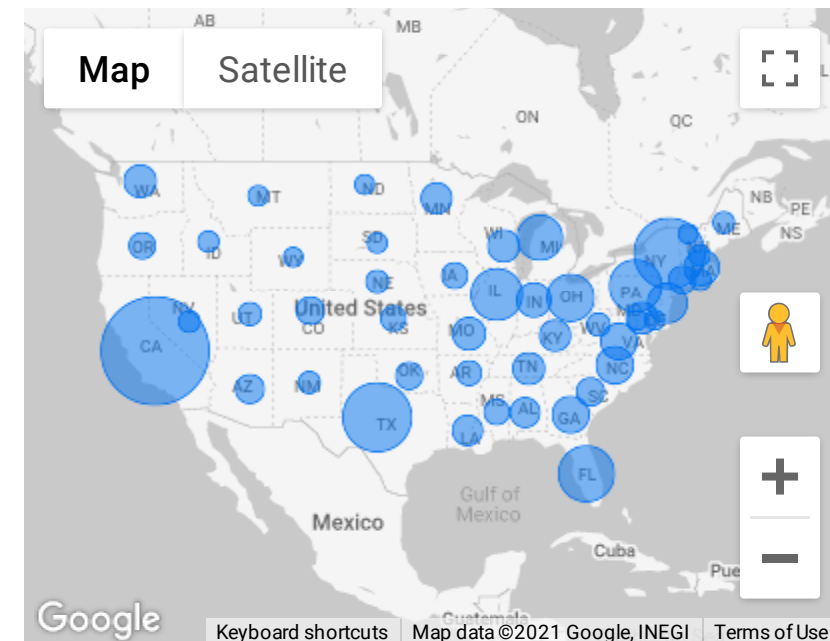 AB
MB
Map
Satellite
ON
QC
WA
MT
ND
MN
NB
PE
ME
NS
OR
ID
WY
SD
WI
MI
NY
NE
IA
IL
IN
OH
PA
NV
UT
United States
CO
KS
MO
KY
WV
VA
CA
AZ
NM
OK
AR
TN
NC
TX
MS
AL
SC
GA
LA
FL
Gulf of
Mexico
Mexico
Cuba
Pue
Guatemala
Google
Keyboard shortcuts
Map data ©2021 Google, INEGI
Terms of Use